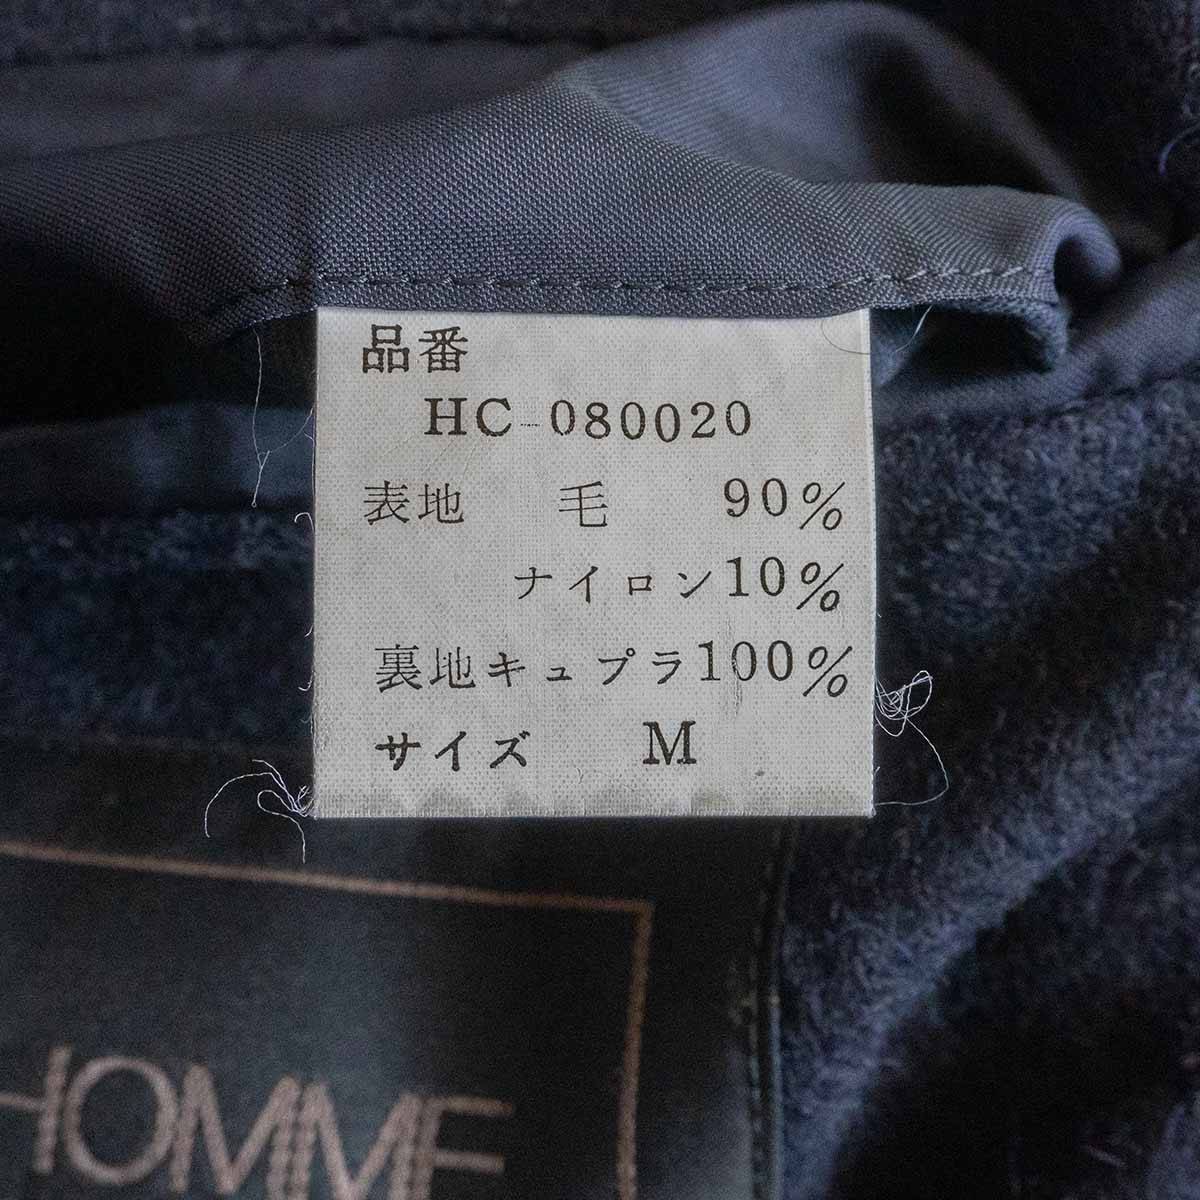 品番
HC-080020
表地 毛 90%
ナイロン10%
裏地キュプラ100%
サイズ M
HOMME